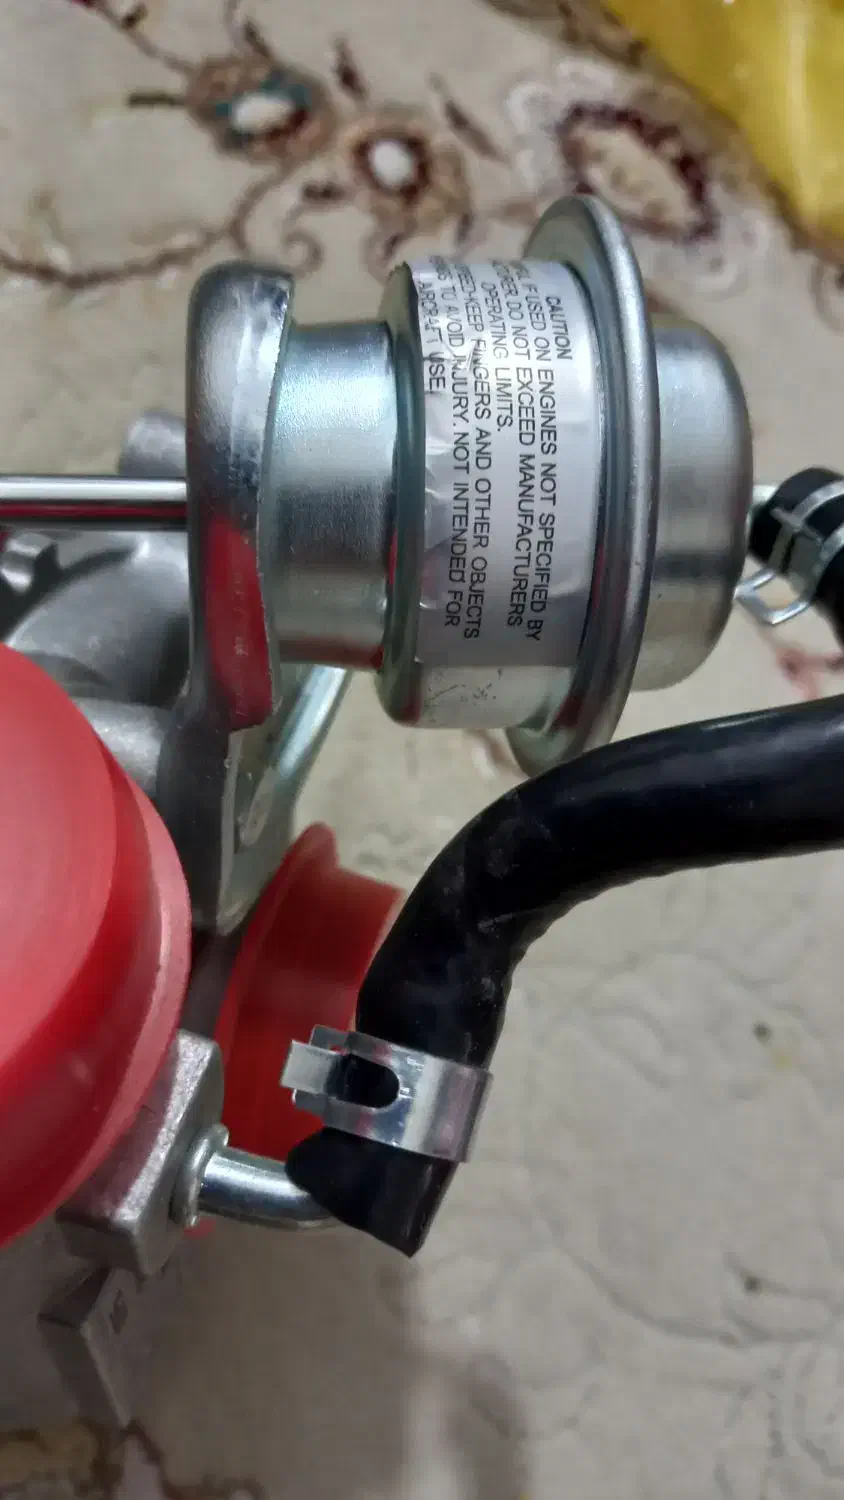 CAUTION
IF USED ON ENGINES NOT SPECIFIED BY
DO NOT EXCEED MANUFACTURERS
OPERATING LIMITS.
KEEP FINGERS AND OTHER OBJECTS
TO AVOID INJURY. NOT INTENDED FOR
AIRCRAFT USE.